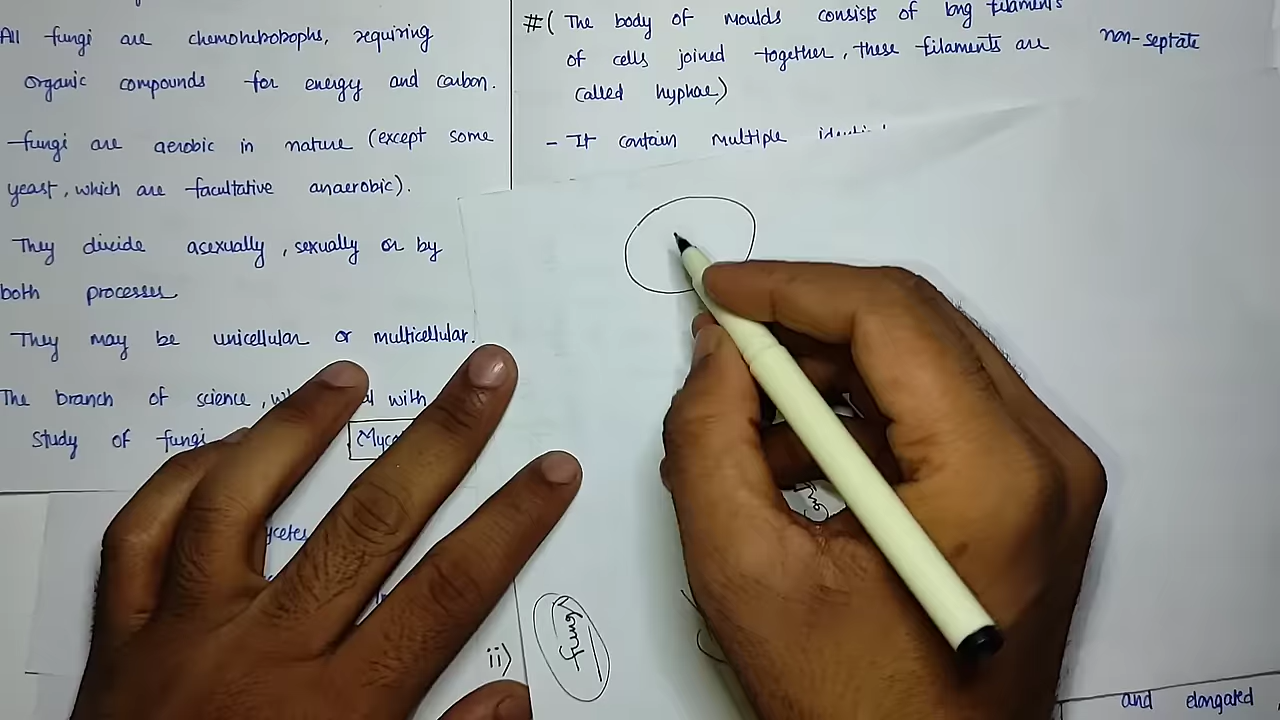 All fungi are chemoheterotrophs, requiring
organic compounds for energy and carbon.
fungi are aerobic in nature (except some
yeast, which are facultative anaerobic).
They divide asexually, sexually or by
both processes
They may be unicellular or multicellular.
The branch of science, with
study of fungi
ii)
#( The body of moulds consists of long filaments
of cells joined together, these filaments are
called hyphae)
- It contain multiple
non-septate
and elongated